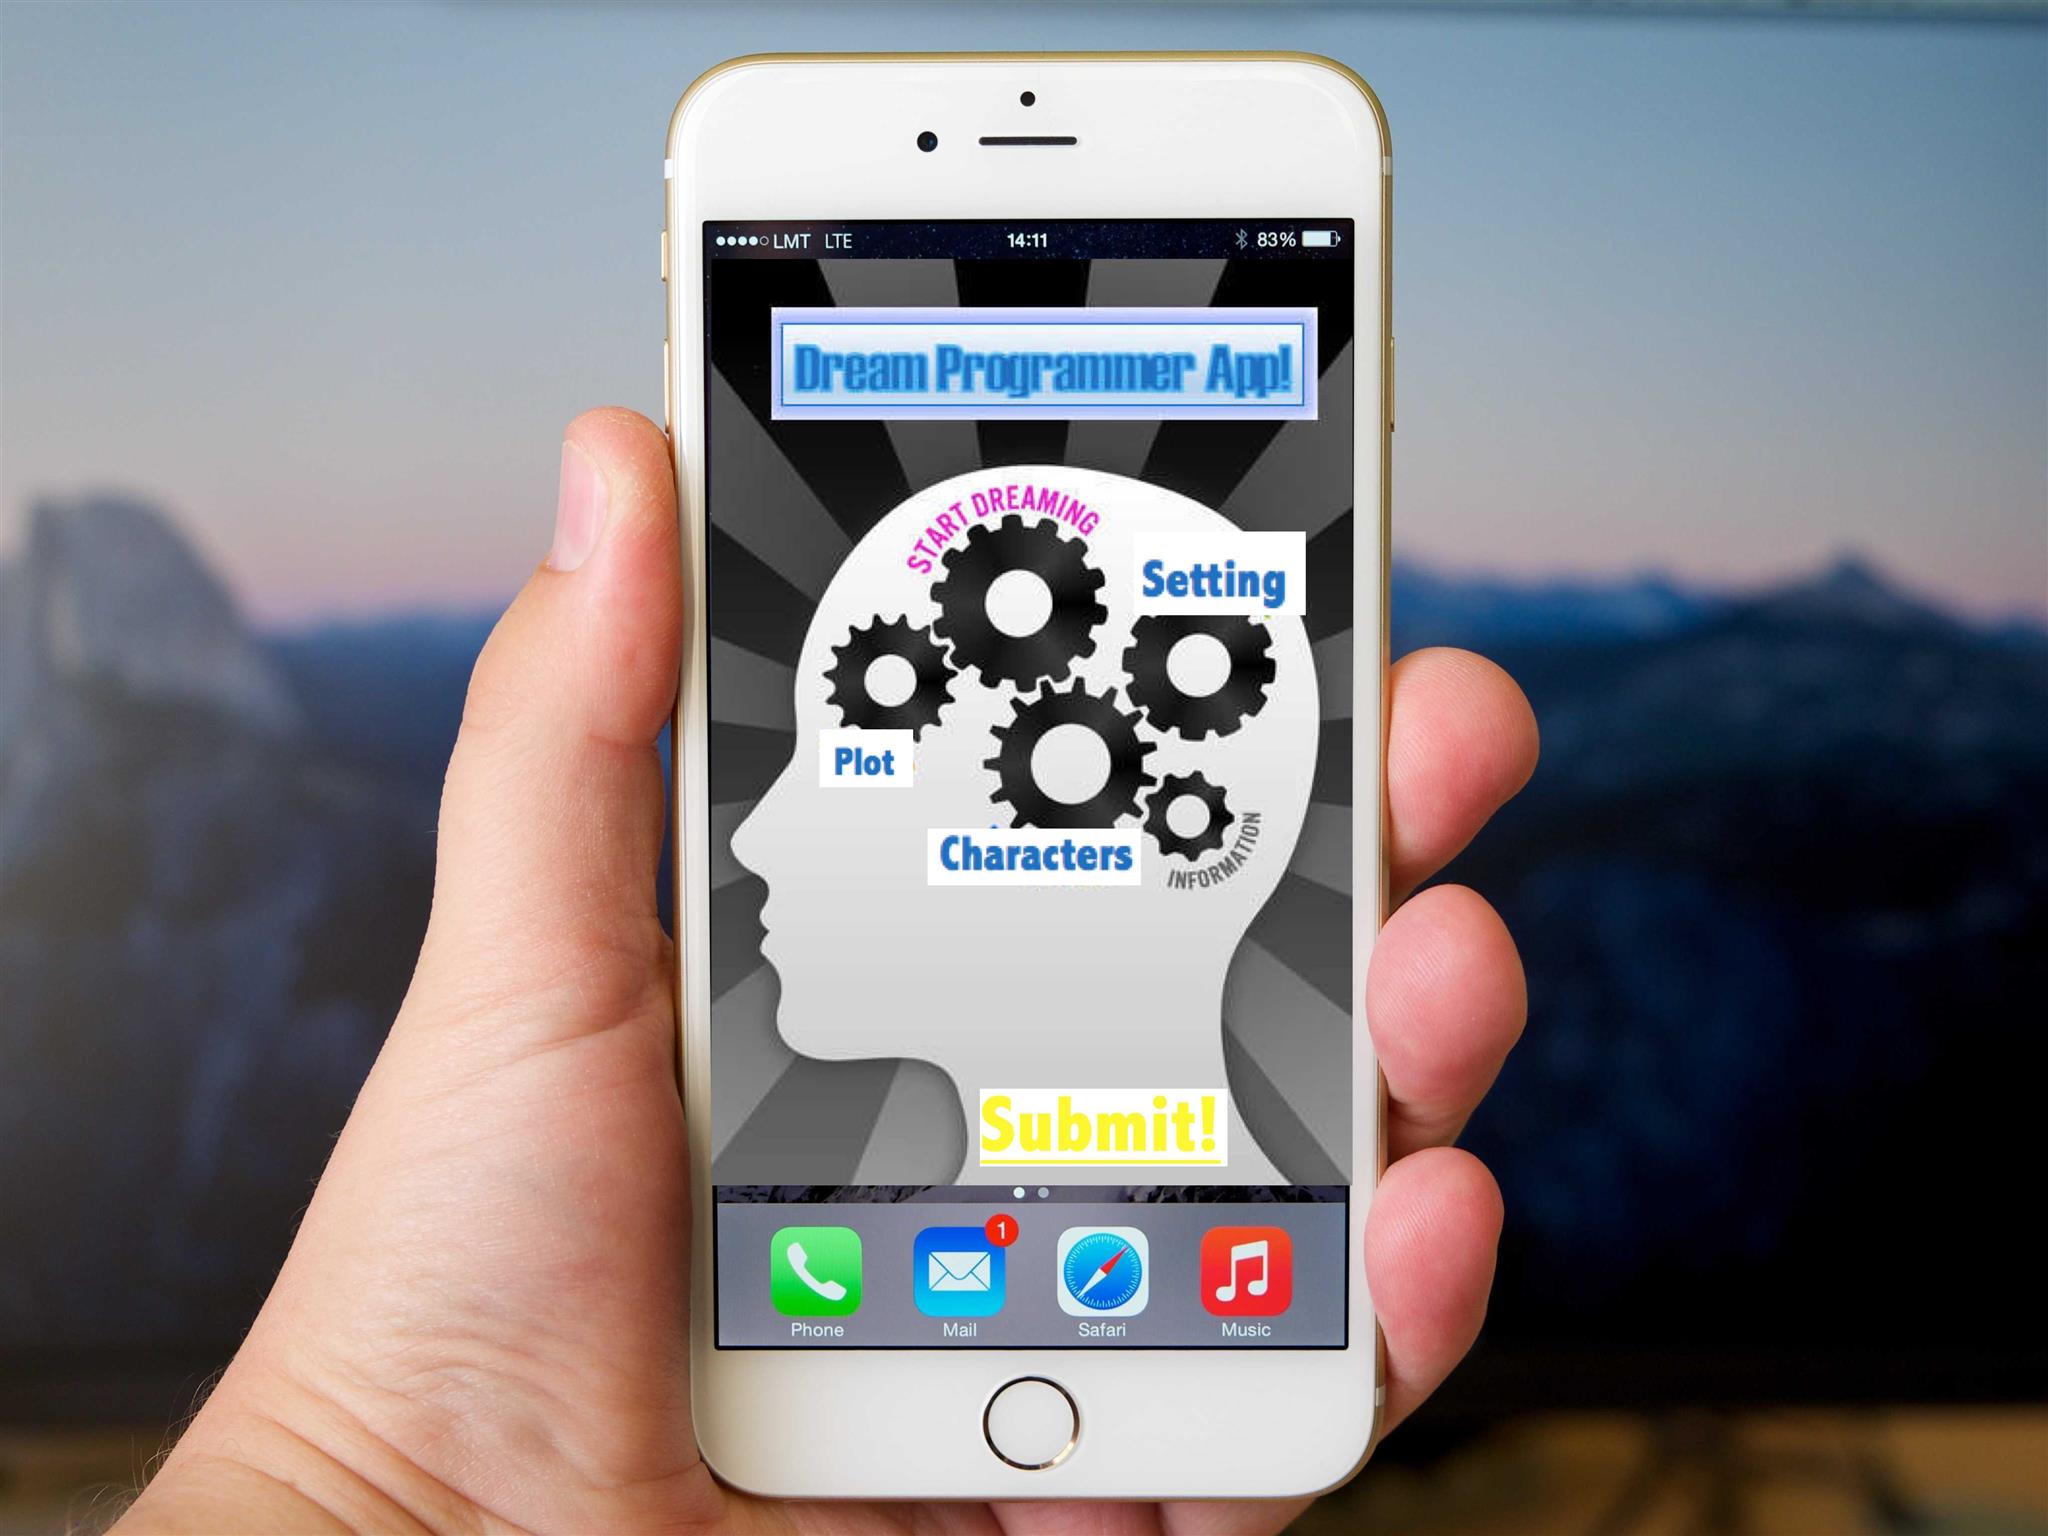 LMT LTE 14:11 83%
Dream Programmer App!
START DREAMING
Setting
Plot
Characters
INFORMATION
Submit!
1
Phone Mail Safari Music